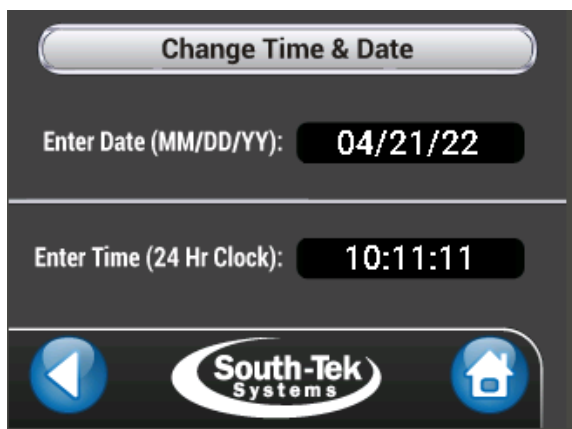 Change Time & Date
Enter Date (MM/DD/YY): 04/21/22
Enter Time (24 Hr Clock): 10:11:11
South-Tek
Systems